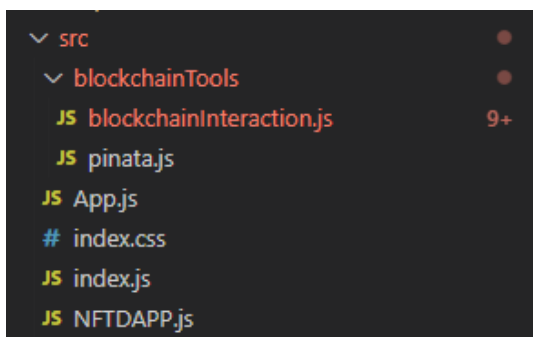 src
blockchainTools
JS blockchainInteraction.js 9+
JS pinata.js
JS App.js
# index.css
JS index.js
JS NFTDAPP.js